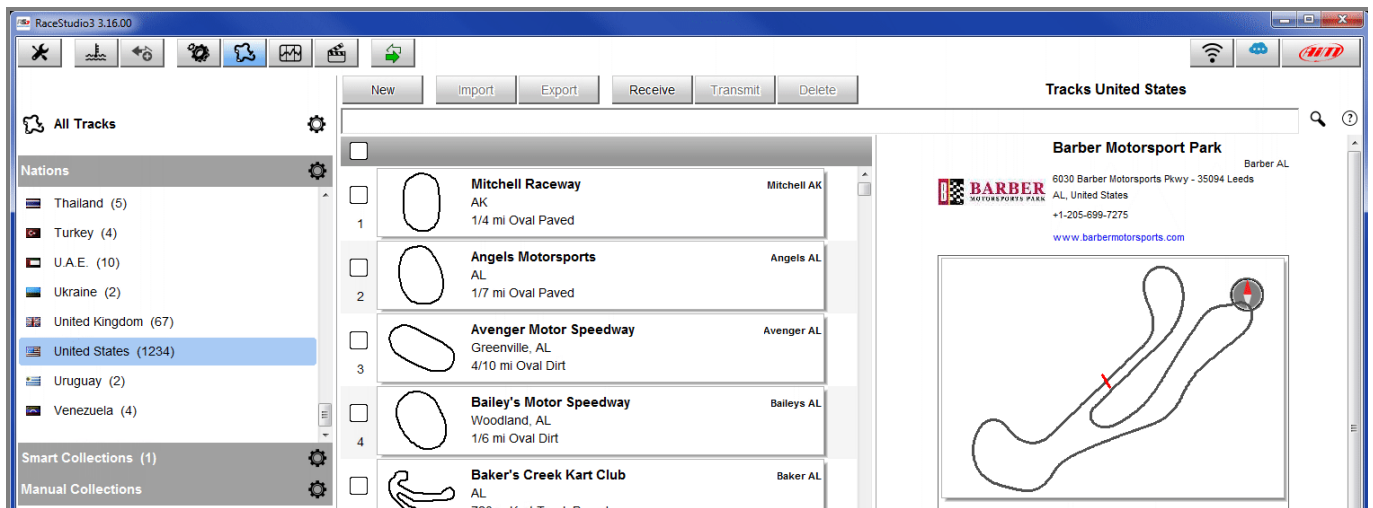 RaceStudio3 3.16.00
AiM
New
Import
Export
Receive
Transmit
Delete
Tracks United States
All Tracks
?
Nations
Thailand (5)
Turkey (4)
U.A.E. (10)
Ukraine (2)
United Kingdom (67)
United States (1234)
Uruguay (2)
Venezuela (4)
Smart Collections (1)
Manual Collections
1
Mitchell Raceway
Mitchell AK
AK
1/4 mi Oval Paved
2
Angels Motorsports
Angels AL
AL
1/7 mi Oval Paved
3
Avenger Motor Speedway
Avenger AL
Greenville, AL
4/10 mi Oval Dirt
4
Bailey's Motor Speedway
Baileys AL
Woodland, AL
1/6 mi Oval Dirt
Baker's Creek Kart Club
Baker AL
AL
Barber Motorsport Park
Barber AL
BARBER
MOTORSPORTS PARK
6030 Barber Motorsports Pkwy - 35094 Leeds
AL, United States
+1-205-699-7275
www.barbermotorsports.com